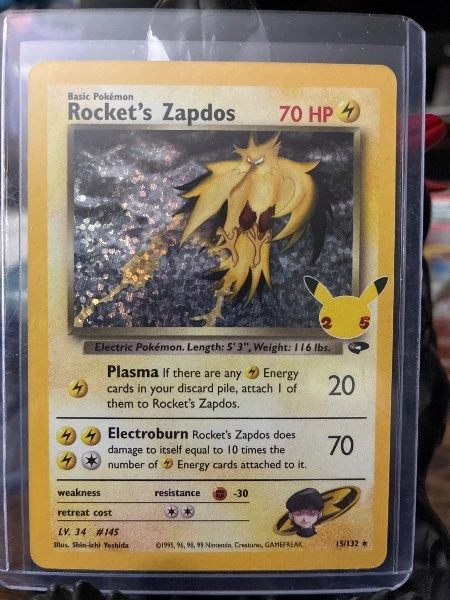 Basic Pokémon
Rocket's Zapdos 70 HP
25
Electric Pokémon. Length: 5' 3", Weight: 116 lbs.
Plasma If there are any Energy
cards in your discard pile, attach 1 of
them to Rocket's Zapdos.
20
Electroburn Rocket's Zapdos does
damage to itself equal to 10 times the
number of Energy cards attached to it.
70
weakness resistance -30
retreat cost
LV. 34 #145
Illus. Shin-ichi Yoshida ©1995, 96, 98, 99 Nintendo, Creatures, GAMEFREAK. 15/132 ★